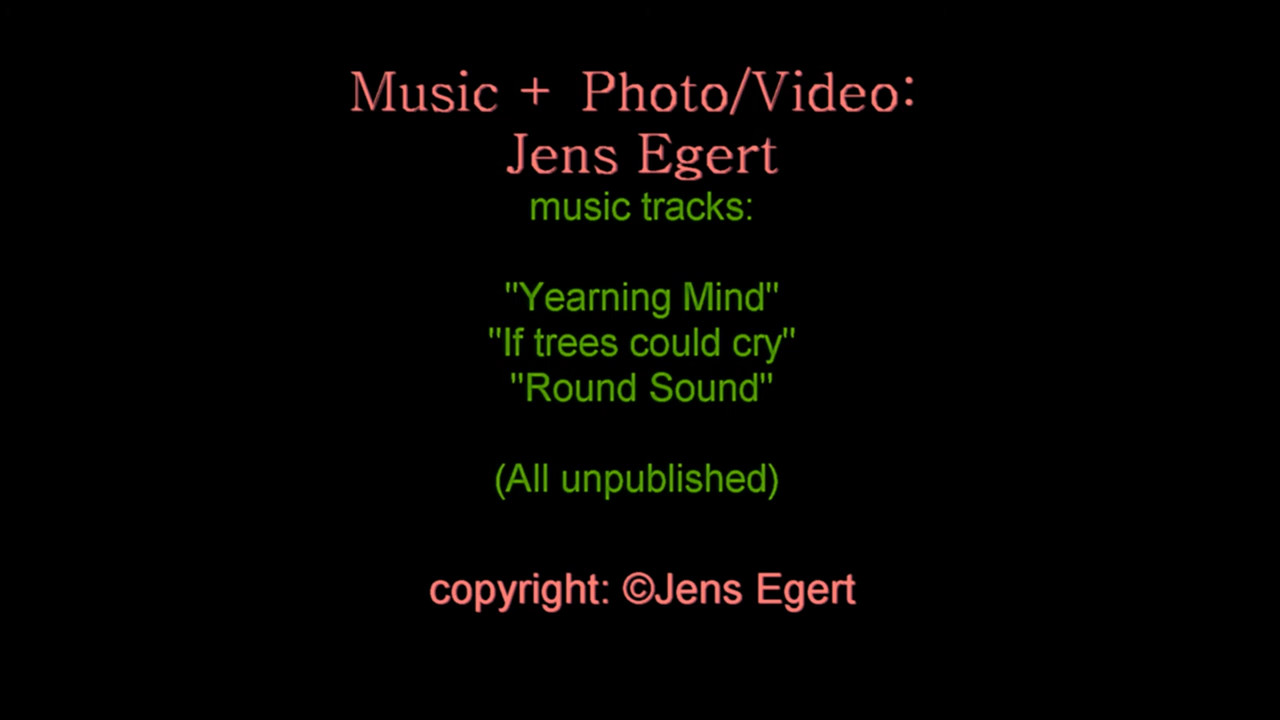 Music + Photo/Video:
Jens Egert
music tracks:
"Yearning Mind"
"If trees could cry"
"Round Sound"
(All unpublished)
copyright: ©Jens Egert